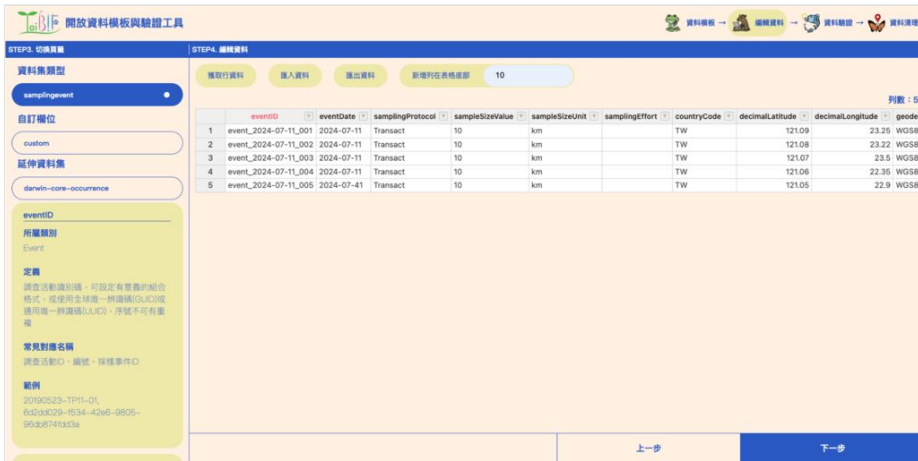 TaiBIF 開放資料模板與驗證工具
資料模板 → 編輯資料 → 資料驗證 → 資料清理
STEP3. 切換頁籤
STEP4. 編輯資料
資料集類型
samplingevent
自訂欄位
custom
延伸資料集
darwin-core-occurrence
eventID
所屬類別
Event
定義
調查活動識別碼，可設定有意義的組合
格式，或使用全球唯一辨識碼(GUID)或
通用唯一辨識碼(UUID)，序號不可有重
複
常見對應名稱
調查活動ID、編號、採樣事件ID
範例
20190523-TP11-01,
6d2dd029-f534-42e6-9805-
96db874fdd3a
獲取行資料 匯入資料 匯出資料 新增列在表格底部 10
列數：5
eventID eventDate samplingProtocol sampleSizeValue sampleSizeUnit samplingEffort countryCode decimalLatitude decimalLongitude geode
1 event_2024-07-11_001 2024-07-11 Transact 10 km TW 121.09 23.25 WGS8
2 event_2024-07-11_002 2024-07-11 Transact 10 km TW 121.08 23.22 WGS8
3 event_2024-07-11_003 2024-07-11 Transact 10 km TW 121.07 23.5 WGS8
4 event_2024-07-11_004 2024-07-11 Transact 10 km TW 121.06 22.35 WGS8
5 event_2024-07-11_005 2024-07-41 Transact 10 km TW 121.05 22.9 WGS8
上一步 下一步